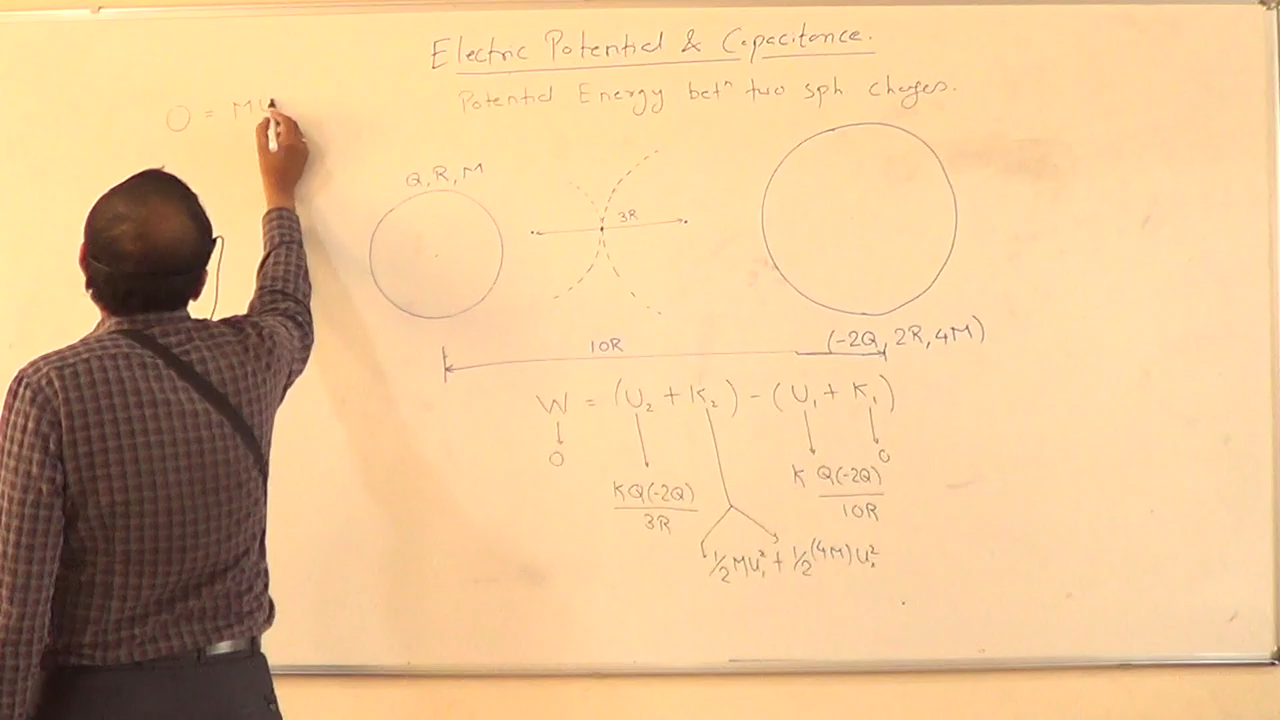 Electric Potential & Capacitance.
Potential Energy betⁿ two sph charges.
0 = MU
Q, R, M
3R
(-2Q, 2R, 4M)
10R
W = (U₂ + K₂) - (U₁ + K₁)
0
0
KQ(-2Q)/3R
K Q(-2Q)/10R
½MU₁² + ½(4M)U₂²